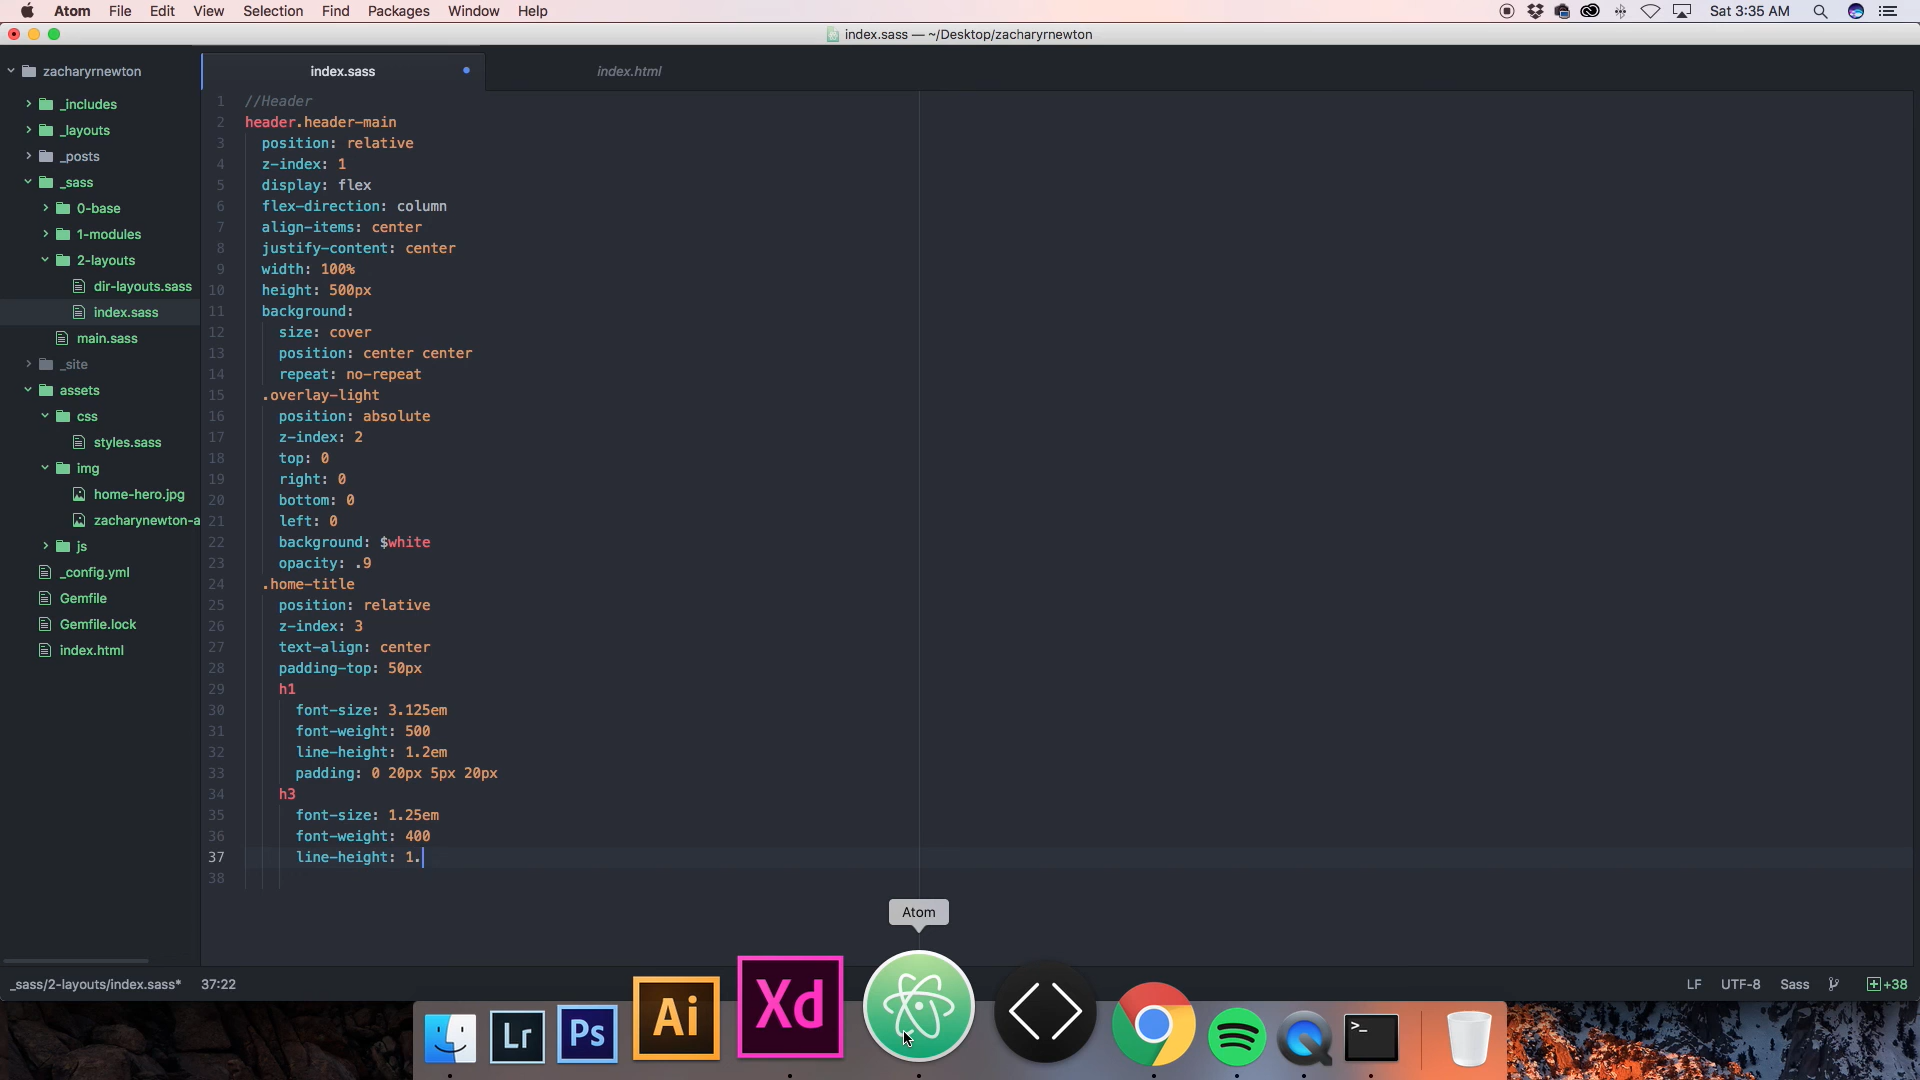 Atom File Edit View Selection Find Packages Window Help Sat 3:35 AM
index.sass — ~/Desktop/zacharyrnewton
zacharyrnewton
index.sass
index.html
_includes
_layouts
_posts
_sass
0-base
1-modules
2-layouts
dir-layouts.sass
index.sass
main.sass
_site
assets
css
styles.sass
img
home-hero.jpg
zacharynewton-a
js
_config.yml
Gemfile
Gemfile.lock
index.html
1 //Header
2 header.header-main
3 position: relative
4 z-index: 1
5 display: flex
6 flex-direction: column
7 align-items: center
8 justify-content: center
9 width: 100%
10 height: 500px
11 background:
12 size: cover
13 position: center center
14 repeat: no-repeat
15 .overlay-light
16 position: absolute
17 z-index: 2
18 top: 0
19 right: 0
20 bottom: 0
21 left: 0
22 background: $white
23 opacity: .9
24 .home-title
25 position: relative
26 z-index: 3
27 text-align: center
28 padding-top: 50px
29 h1
30 font-size: 3.125em
31 font-weight: 500
32 line-height: 1.2em
33 padding: 0 20px 5px 20px
34 h3
35 font-size: 1.25em
36 font-weight: 400
37 line-height: 1.
38
Atom
_sass/2-layouts/index.sass* 37:22 LF UTF-8 Sass +38
Lr Ps Ai Xd >_